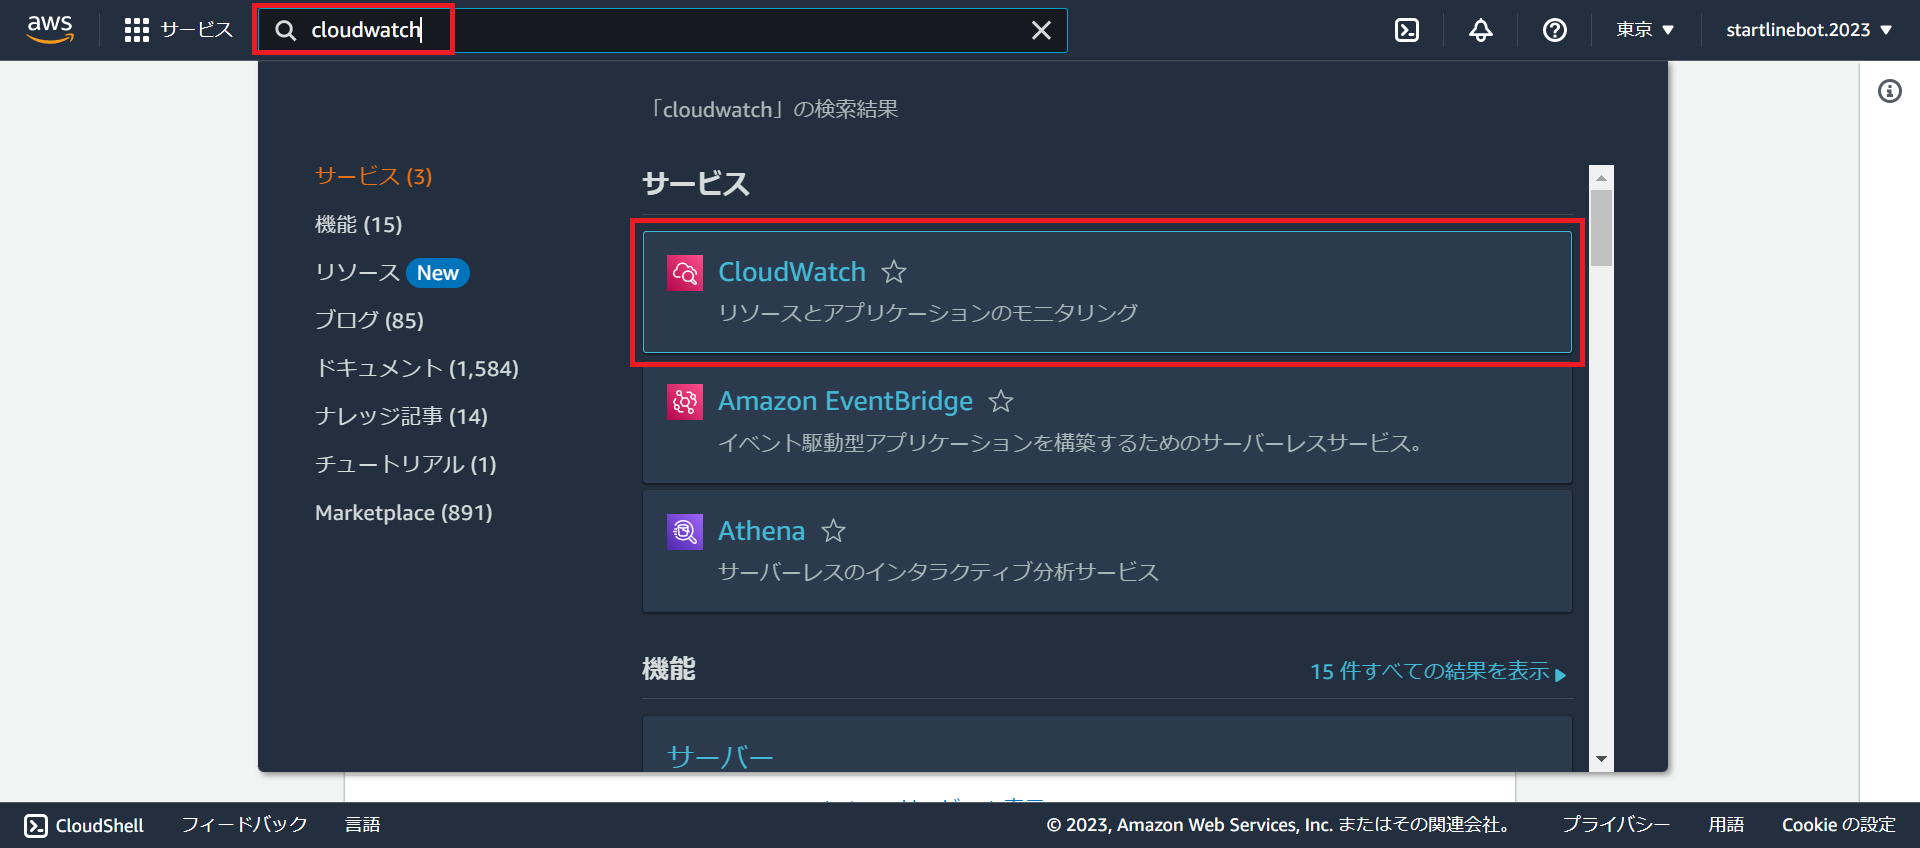 aws サービス cloudwatch 東京 startlinebot.2023
「cloudwatch」の検索結果
サービス (3)
機能 (15)
リソース New
ブログ (85)
ドキュメント (1,584)
ナレッジ記事 (14)
チュートリアル (1)
Marketplace (891)
サービス
CloudWatch
リソースとアプリケーションのモニタリング
Amazon EventBridge
イベント駆動型アプリケーションを構築するためのサーバーレスサービス。
Athena
サーバーレスのインタラクティブ分析サービス
機能 15 件すべての結果を表示
サーバー
CloudShell フィードバック 言語 © 2023, Amazon Web Services, Inc. またはその関連会社。 プライバシー 用語 Cookie の設定